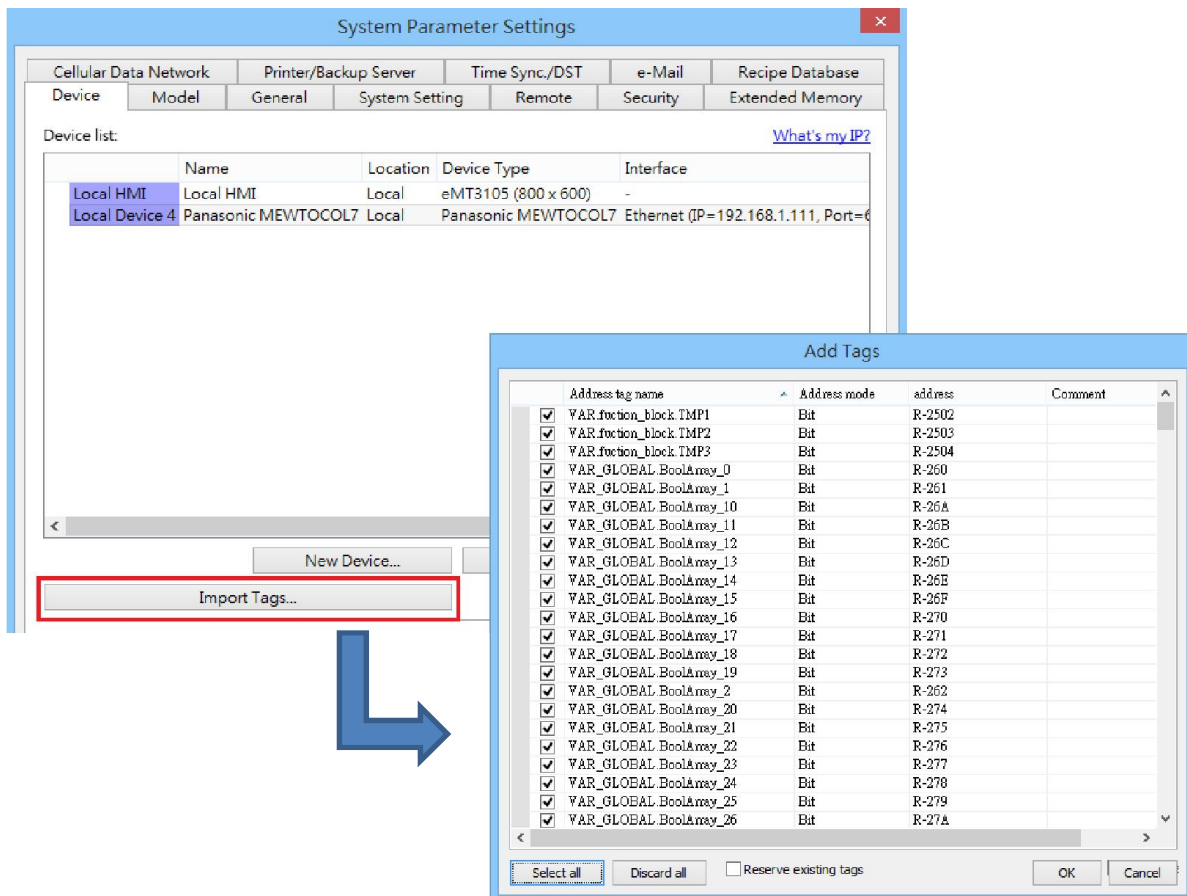 System Parameter Settings
Cellular Data Network Printer/Backup Server Time Sync./DST e-Mail Recipe Database
Device Model General System Setting Remote Security Extended Memory
Device list: What's my IP?
Name Location Device Type Interface
Local HMI Local HMI Local eMT3105 (800 x 600) -
Local Device 4 Panasonic MEWTOCOL7 Local Panasonic MEWTOCOL7 Ethernet (IP=192.168.1.111, Port=6
New Device...
Import Tags...
Add Tags
Address tag name Address mode address Comment
VAR.fuction_block.TMP1 Bit R-2502
VAR.fuction_block.TMP2 Bit R-2503
VAR.fuction_block.TMP3 Bit R-2504
VAR_GLOBAL.BoolArray_0 Bit R-260
VAR_GLOBAL.BoolArray_1 Bit R-261
VAR_GLOBAL.BoolArray_10 Bit R-26A
VAR_GLOBAL.BoolArray_11 Bit R-26B
VAR_GLOBAL.BoolArray_12 Bit R-26C
VAR_GLOBAL.BoolArray_13 Bit R-26D
VAR_GLOBAL.BoolArray_14 Bit R-26E
VAR_GLOBAL.BoolArray_15 Bit R-26F
VAR_GLOBAL.BoolArray_16 Bit R-270
VAR_GLOBAL.BoolArray_17 Bit R-271
VAR_GLOBAL.BoolArray_18 Bit R-272
VAR_GLOBAL.BoolArray_19 Bit R-273
VAR_GLOBAL.BoolArray_2 Bit R-262
VAR_GLOBAL.BoolArray_20 Bit R-274
VAR_GLOBAL.BoolArray_21 Bit R-275
VAR_GLOBAL.BoolArray_22 Bit R-276
VAR_GLOBAL.BoolArray_23 Bit R-277
VAR_GLOBAL.BoolArray_24 Bit R-278
VAR_GLOBAL.BoolArray_25 Bit R-279
VAR_GLOBAL.BoolArray_26 Bit R-27A
Select all Discard all Reserve existing tags OK Cancel